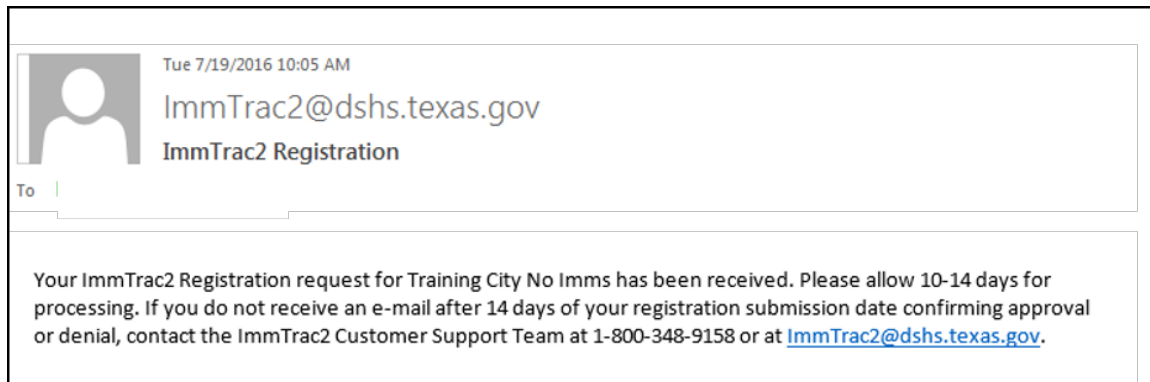 Tue 7/19/2016 10:05 AM
ImmTrac2@dshs.texas.gov
ImmTrac2 Registration
To
Your ImmTrac2 Registration request for Training City No Imms has been received. Please allow 10-14 days for
processing. If you do not receive an e-mail after 14 days of your registration submission date confirming approval
or denial, contact the ImmTrac2 Customer Support Team at 1-800-348-9158 or at ImmTrac2@dshs.texas.gov.